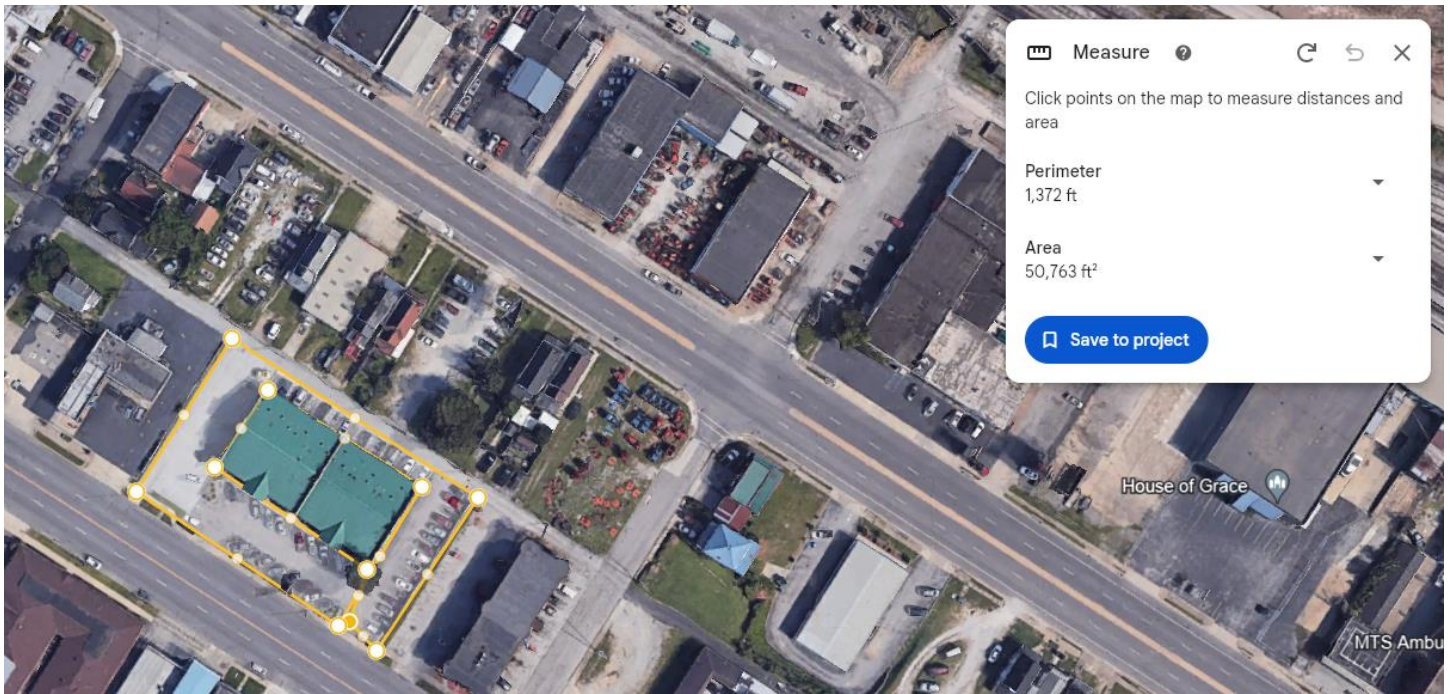 Measure
Click points on the map to measure distances and
area
Perimeter
1,372 ft
Area
50,763 ft²
Save to project
House of Grace
MTS Ambu